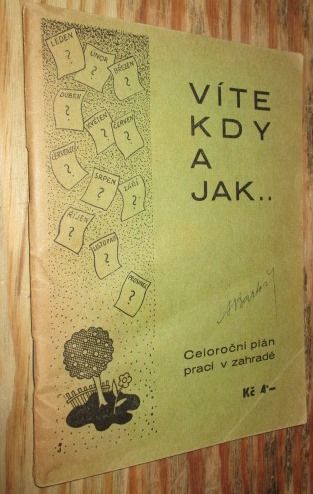 LEDEN
?
ÚNOR
?
BŘEZEN
?
DUBEN
?
KVĚTEN
?
ČERVEN
?
ČERVENEC
?
SRPEN
?
ZÁŘÍ
?
ŘÍJEN
?
LISTOPAD
?
PROSINEC
?
VÍTE
KDY
A
JAK..
Celoroční plán
prací v zahradě
Kč 4·–